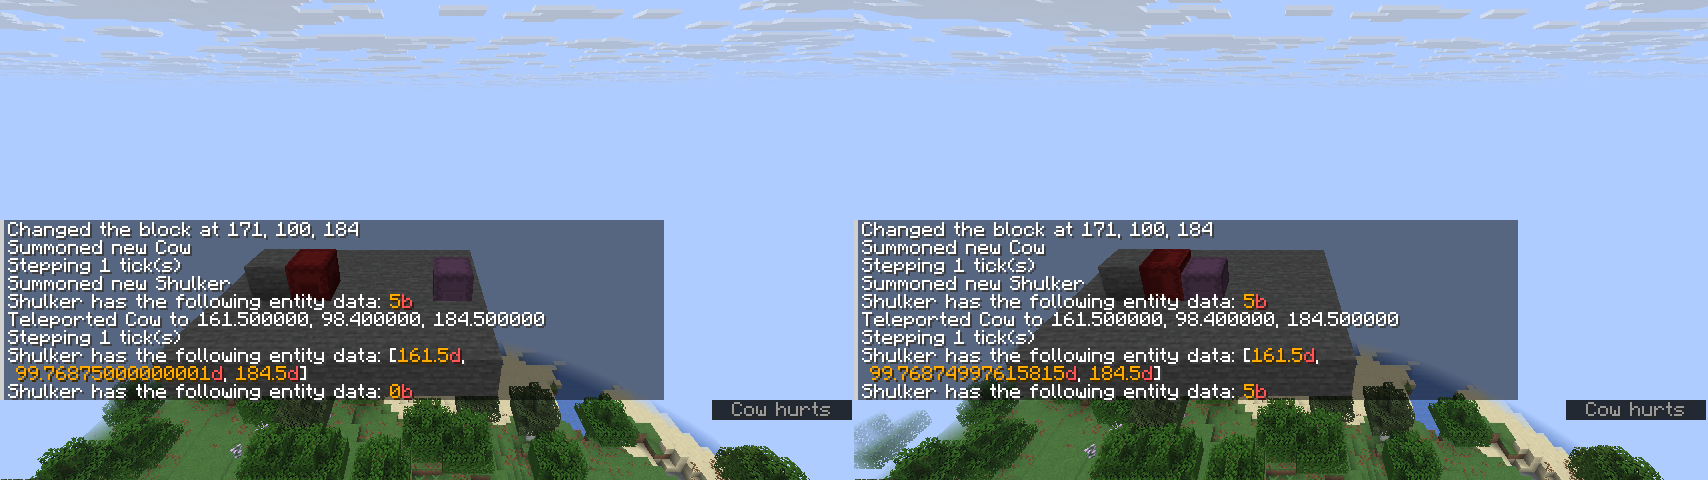 Changed the block at 171, 100, 184
Summoned new Cow
Stepping 1 tick(s)
Summoned new Shulker
Shulker has the following entity data: 5b
Teleported Cow to 161.500000, 98.400000, 184.500000
Stepping 1 tick(s)
Shulker has the following entity data: [161.5d,
99.76875000000001d, 184.5d]
Shulker has the following entity data: 0b
Cow hurts
Changed the block at 171, 100, 184
Summoned new Cow
Stepping 1 tick(s)
Summoned new Shulker
Shulker has the following entity data: 5b
Teleported Cow to 161.500000, 98.400000, 184.500000
Stepping 1 tick(s)
Shulker has the following entity data: [161.5d,
99.76874997615815d, 184.5d]
Shulker has the following entity data: 5b
Cow hurts